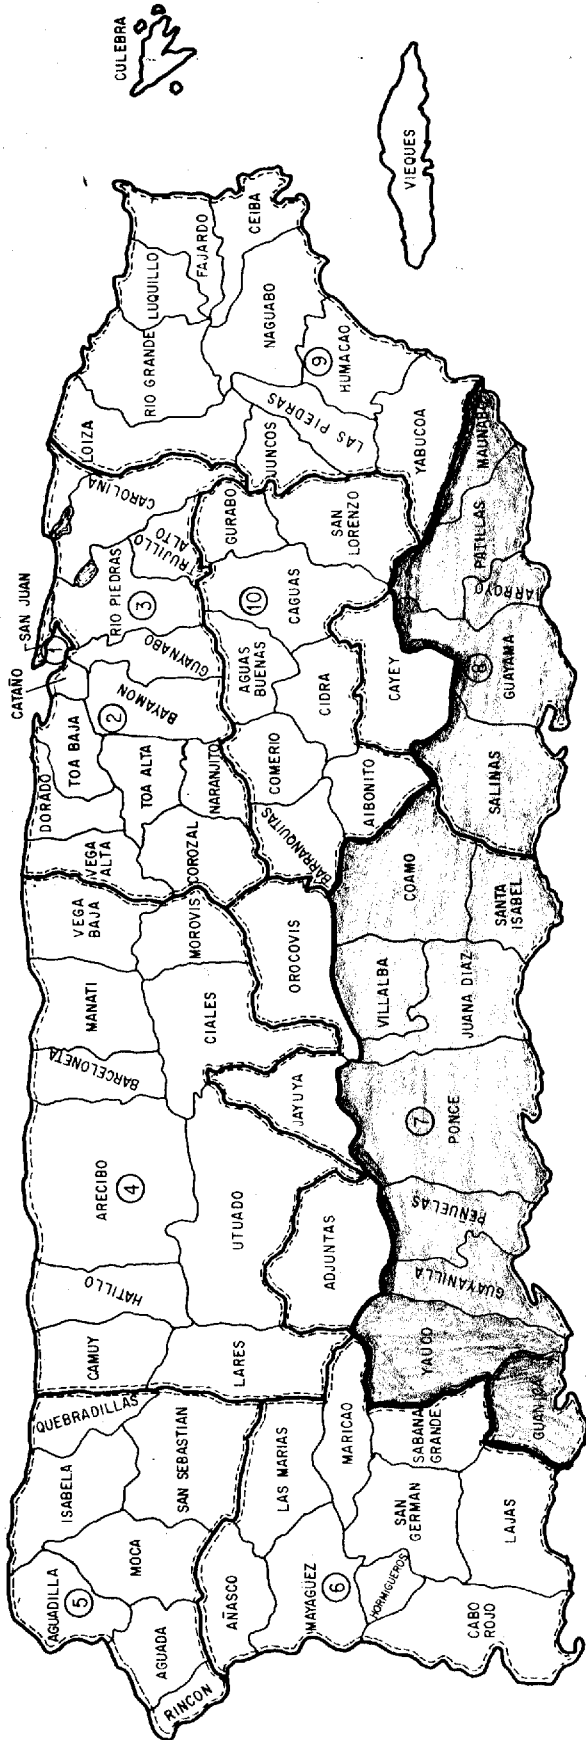 CULEBRA
VIEQUES
FAJARDO
CEIBA
LUQUILLO
RIO GRANDE
NAGUABO
9
HUMACAO
LAS PIEDRAS
YABUCOA
LOIZA
JUNCOS
MAUNABO
CAROLINA
GURABO
SAN
LORENZO
PATILLAS
TRUJILLO
ALTO
ARROYO
SAN JUAN
RIO PIEDRAS
3
10
CAGUAS
1
GUAYNABO
AGUAS
BUENAS
CAYEY
8
GUAYAMA
CATAÑO
BAYAMON
2
CIDRA
TOA BAJA
TOA ALTA
NARANJITO
COMERIO
AIBONITO
SALINAS
DORADO
VEGA
ALTA
COROZAL
BARRANQUITAS
COAMO
SANTA
ISABEL
VEGA
BAJA
MOROVIS
OROCOVIS
VILLALBA
JUANA DIAZ
MANATI
CIALES
BARCELONETA
JAYUYA
7
PONCE
ARECIBO
4
UTUADO
ADJUNTAS
PEÑUELAS
HATILLO
GUAYANILLA
CAMUY
LARES
YAUCO
QUEBRADILLAS
GUANICA
MARICAO
SABANA
GRANDE
ISABELA
SAN SEBASTIAN
LAS MARIAS
SAN
GERMAN
LAJAS
MOCA
AGUADILLA
5
AÑASCO
MAYAGÜEZ
6
HORMIGUEROS
CABO
ROJO
AGUADA
RINCON